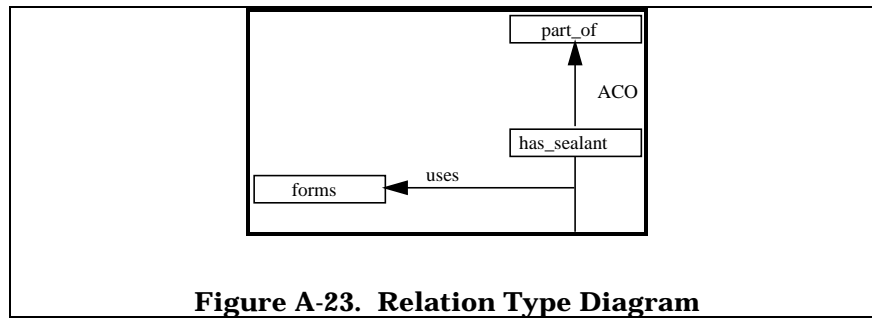 part_of
ACO
has_sealant
uses
forms
Figure A-23. Relation Type Diagram